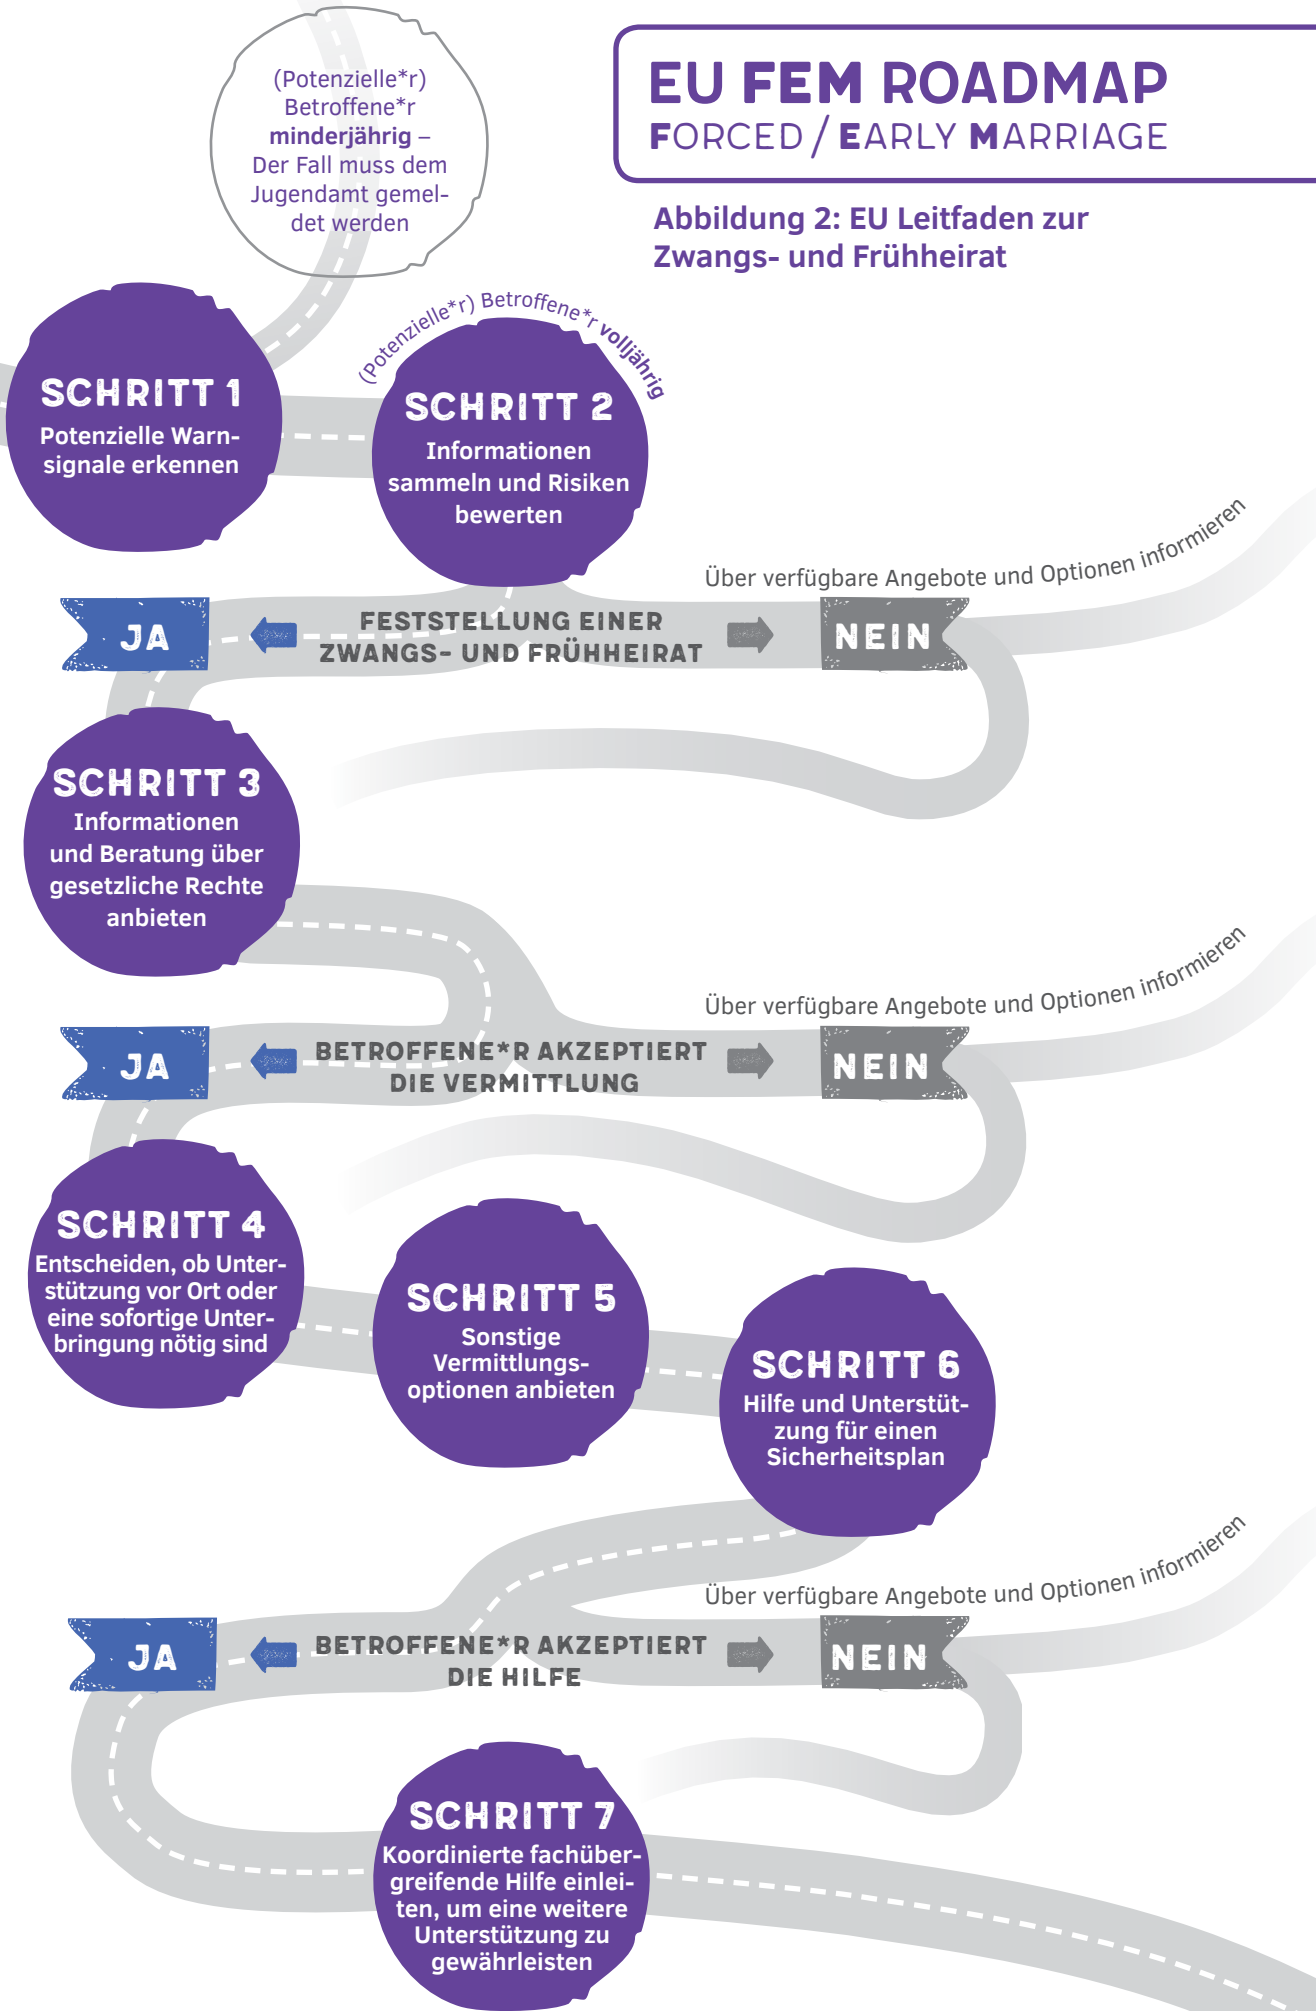 (Potenzielle*r)
Betroffene*r
minderjährig –
Der Fall muss dem
Jugendamt gemel-
det werden
EU FEM ROADMAP
FORCED/EARLY MARRIAGE
Abbildung 2: EU Leitfaden zur
Zwangs- und Frühheirat
SCHRITT 1
Potenzielle Warn-
signale erkennen
(Potenzielle*r) Betroffene*r volljährig
SCHRITT 2
Informationen
sammeln und Risiken
bewerten
Über verfügbare Angebote und Optionen informieren
JA
FESTSTELLUNG EINER
ZWANGS- UND FRÜHHEIRAT
NEIN
SCHRITT 3
Informationen
und Beratung über
gesetzliche Rechte
anbieten
Über verfügbare Angebote und Optionen informieren
JA
BETROFFENE*R AKZEPTIERT
DIE VERMITTLUNG
NEIN
SCHRITT 4
Entscheiden, ob Unter-
stützung vor Ort oder
eine sofortige Unter-
bringung nötig sind
SCHRITT 5
Sonstige
Vermittlungs-
optionen anbieten
SCHRITT 6
Hilfe und Unterstüt-
zung für einen
Sicherheitsplan
Über verfügbare Angebote und Optionen informieren
JA
BETROFFENE*R AKZEPTIERT
DIE HILFE
NEIN
SCHRITT 7
Koordinierte fachüber-
greifende Hilfe einlei-
ten, um eine weitere
Unterstützung zu
gewährleisten